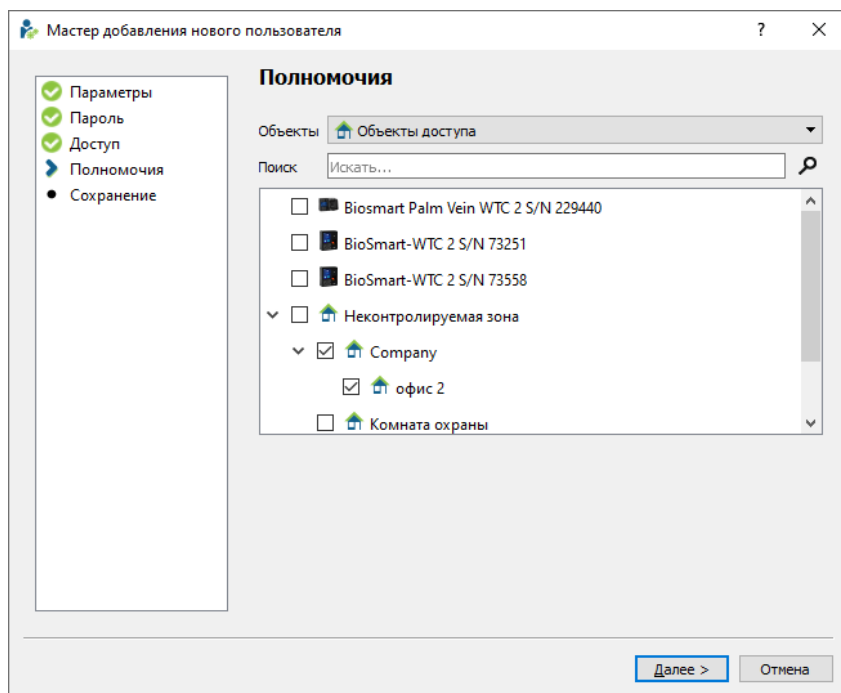 Мастер добавления нового пользователя
Параметры
Пароль
Доступ
Полномочия
Сохранение
Полномочия
Объекты Объекты доступа
Поиск Искать...
Biosmart Palm Vein WTC 2 S/N 229440
BioSmart-WTC 2 S/N 73251
BioSmart-WTC 2 S/N 73558
Неконтролируемая зона
Company
офис 2
Комната охраны
Далее > Отмена